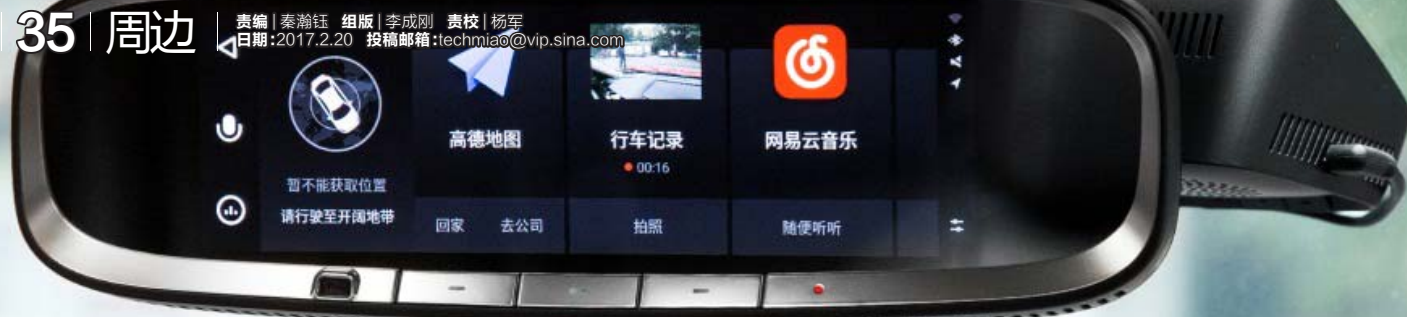 35 周边
责编|秦瀚钰 组版|李成刚 责校|杨军
日期:2017.2.20 投稿邮箱:techmiao@vip.sina.com
高德地图
行车记录
网易云音乐
00:16
暂不能获取位置
请行驶至开阔地带
回家
去公司
拍照
随便听听